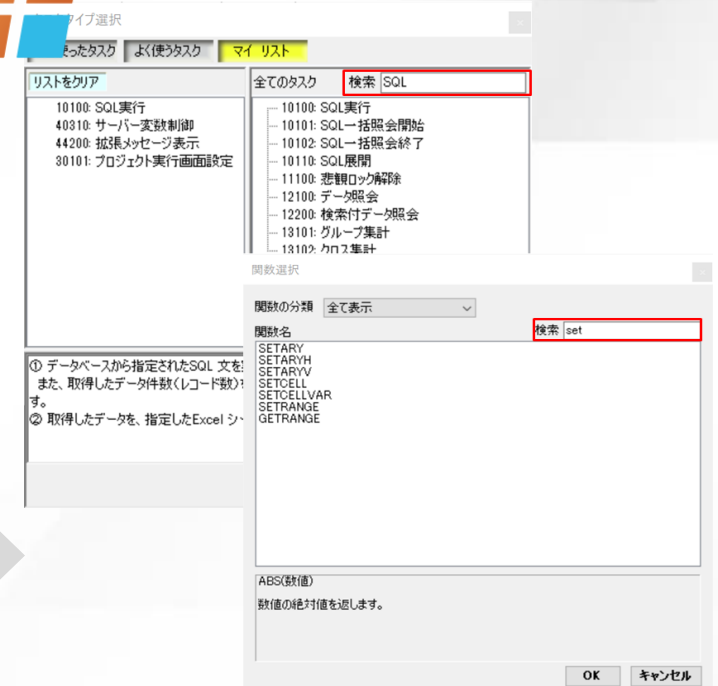 タイプ選択
使ったタスク よく使うタスク マイ リスト
リストをクリア
10100: SQL実行
40310: サーバー変数制御
44200: 拡張メッセージ表示
30101: プロジェクト実行画面設定
全てのタスク 検索 SQL
10100: SQL実行
10101: SQL一括照会開始
10102: SQL一括照会終了
10110: SQL展開
11100: 悲観ロック解除
12100: データ照会
12200: 検索付データ照会
13101: グループ集計
13102: クロス集計
① データベースから指定されたSQL 文を
また、取得したデータ件数(レコード数)
す。
② 取得したデータを、指定したExcel シ
関数選択
関数の分類 全て表示
関数名 検索 set
SETARY
SETARYH
SETARYV
SETCELL
SETCELLVAR
SETRANGE
GETRANGE
ABS(数値)
数値の絶対値を返します。
OK キャンセル